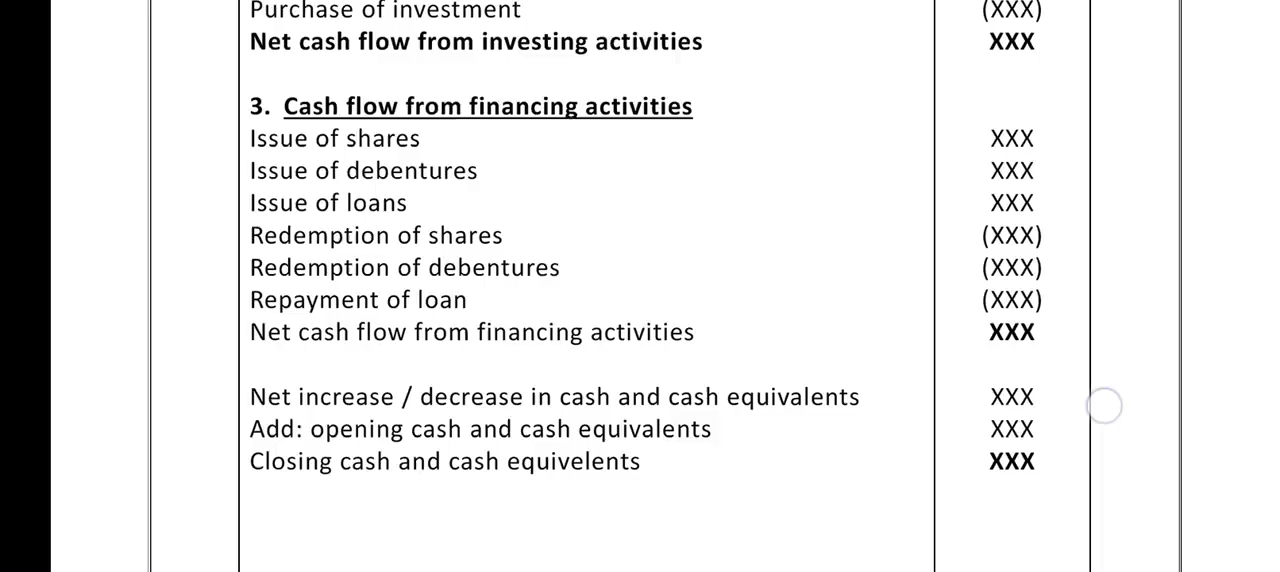 Purchase of investment (XXX)
Net cash flow from investing activities XXX
3. Cash flow from financing activities
Issue of shares XXX
Issue of debentures XXX
Issue of loans XXX
Redemption of shares (XXX)
Redemption of debentures (XXX)
Repayment of loan (XXX)
Net cash flow from financing activities XXX
Net increase / decrease in cash and cash equivalents XXX
Add: opening cash and cash equivalents XXX
Closing cash and cash equivelents XXX